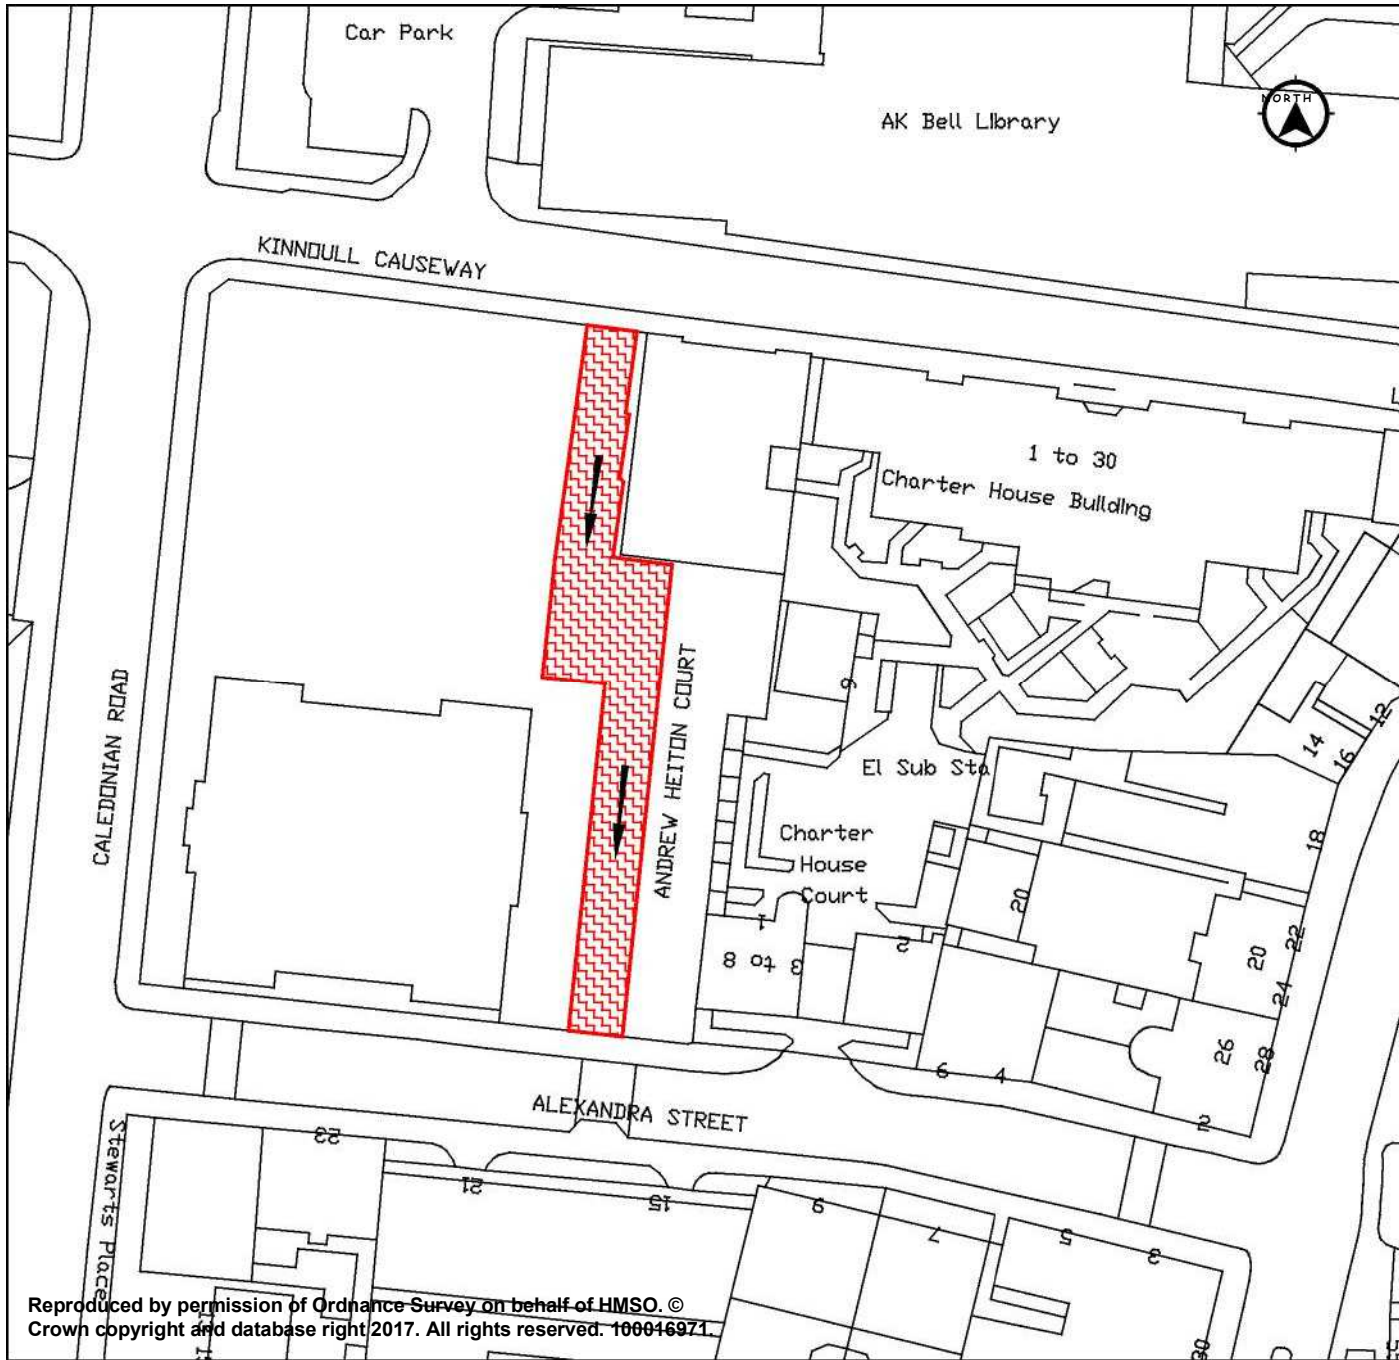 Car Park
AK Bell Library
NORTH
KINNOULL CAUSEWAY
1 to 30
Charter House Building
CALEDONIAN ROAD
ANDREW HEITON COURT
9
El Sub Sta
Charter
House
Court
1
3 to 8
2
20
12
14
16
18
20
22
24
26
28
6
4
2
ALEXANDRA STREET
Stewarts Place
23
21
15
9
7
5
3
30
Reproduced by permission of Ordnance Survey on behalf of HMSO. ©
Crown copyright and database right 2017. All rights reserved. 100016971.